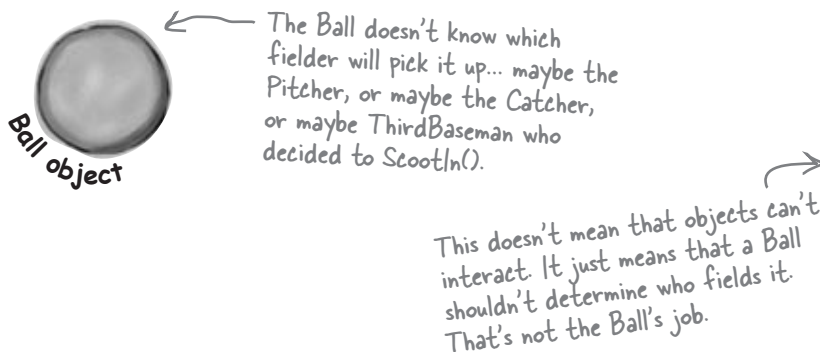 The Ball doesn't know which
fielder will pick it up... maybe the
Pitcher, or maybe the Catcher,
or maybe ThirdBaseman who
decided to ScootIn().
Ball object
This doesn't mean that objects can't
interact. It just means that a Ball
shouldn't determine who fields it.
That's not the Ball's job.